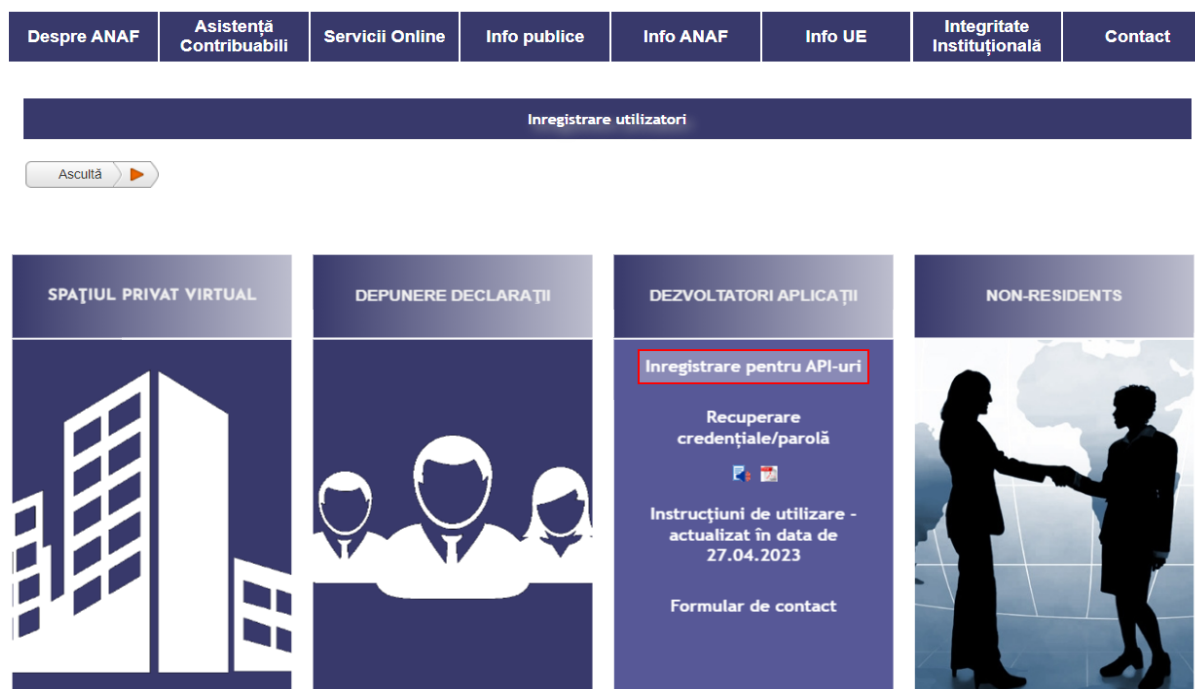 Despre ANAF
Asistență
Contribuabili
Servicii Online
Info publice
Info ANAF
Info UE
Integritate
Instituțională
Contact
Inregistrare utilizatori
Ascultă
SPAŢIUL PRIVAT VIRTUAL
DEPUNERE DECLARAŢII
DEZVOLTATORI APLICAȚII
NON-RESIDENTS
Inregistrare pentru API-uri
Recuperare
credențiale/parolă
Instrucțiuni de utilizare -
actualizat în data de
27.04.2023
Formular de contact